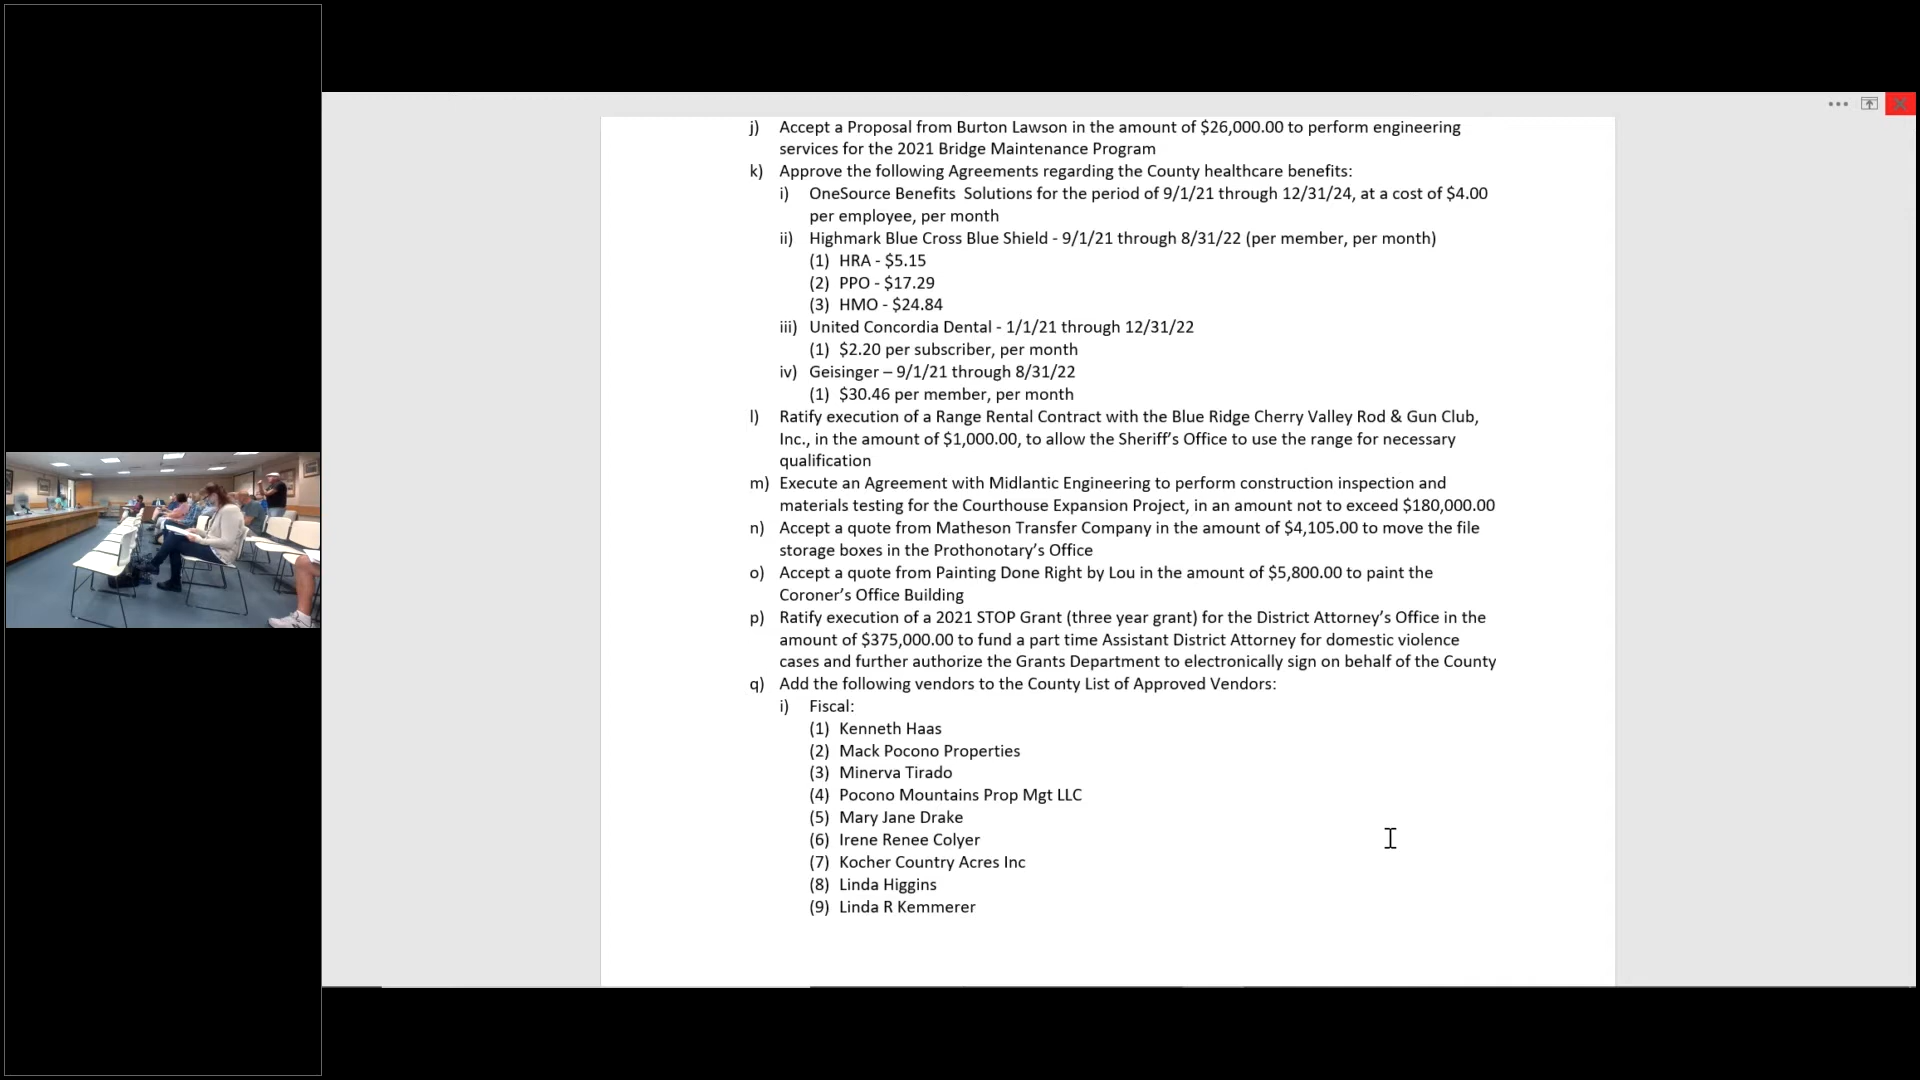 j) Accept a Proposal from Burton Lawson in the amount of $26,000.00 to perform engineering
services for the 2021 Bridge Maintenance Program
k) Approve the following Agreements regarding the County healthcare benefits:
i) OneSource Benefits  Solutions for the period of 9/1/21 through 12/31/24, at a cost of $4.00
per employee, per month
ii) Highmark Blue Cross Blue Shield - 9/1/21 through 8/31/22 (per member, per month)
(1) HRA - $5.15
(2) PPO - $17.29
(3) HMO - $24.84
iii) United Concordia Dental - 1/1/21 through 12/31/22
(1) $2.20 per subscriber, per month
iv) Geisinger – 9/1/21 through 8/31/22
(1) $30.46 per member, per month
l) Ratify execution of a Range Rental Contract with the Blue Ridge Cherry Valley Rod & Gun Club,
Inc., in the amount of $1,000.00, to allow the Sheriff’s Office to use the range for necessary
qualification
m) Execute an Agreement with Midlantic Engineering to perform construction inspection and
materials testing for the Courthouse Expansion Project, in an amount not to exceed $180,000.00
n) Accept a quote from Matheson Transfer Company in the amount of $4,105.00 to move the file
storage boxes in the Prothonotary’s Office
o) Accept a quote from Painting Done Right by Lou in the amount of $5,800.00 to paint the
Coroner’s Office Building
p) Ratify execution of a 2021 STOP Grant (three year grant) for the District Attorney’s Office in the
amount of $375,000.00 to fund a part time Assistant District Attorney for domestic violence
cases and further authorize the Grants Department to electronically sign on behalf of the County
q) Add the following vendors to the County List of Approved Vendors:
i) Fiscal:
(1) Kenneth Haas
(2) Mack Pocono Properties
(3) Minerva Tirado
(4) Pocono Mountains Prop Mgt LLC
(5) Mary Jane Drake
(6) Irene Renee Colyer
(7) Kocher Country Acres Inc
(8) Linda Higgins
(9) Linda R Kemmerer